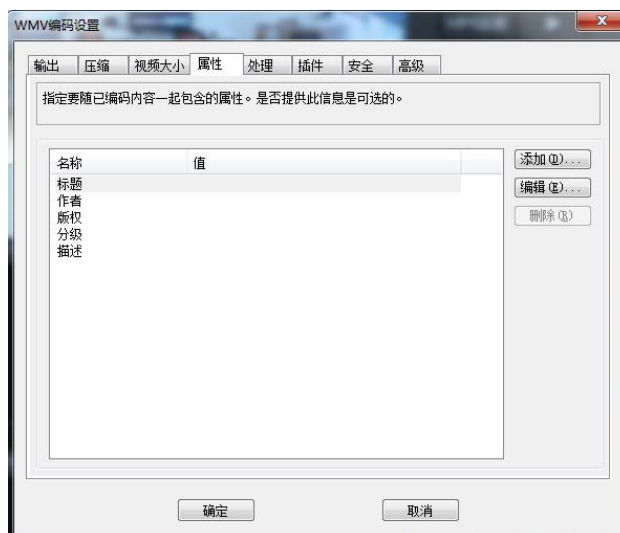 WMV编码设置
输出 压缩 视频大小 属性 处理 插件 安全 高级
指定要随已编码内容一起包含的属性。是否提供此信息是可选的。
名称 值
标题
作者
版权
分级
描述
添加(D)...
编辑(E)...
删除(R)
确定 取消